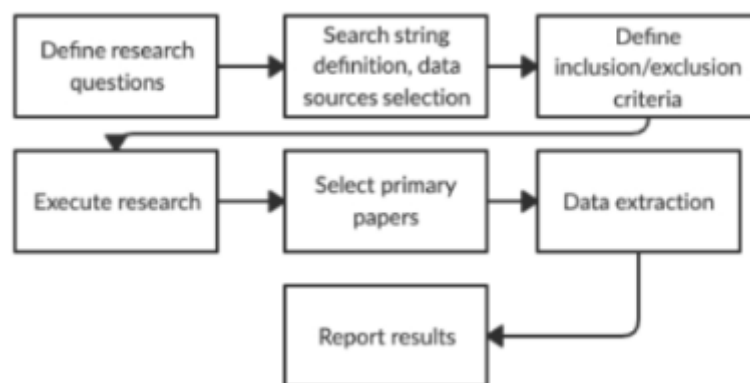 Define research
questions
Search string
definition, data
sources selection
Define
inclusion/exclusion
criteria
Execute research
Select primary
papers
Data extraction
Report results